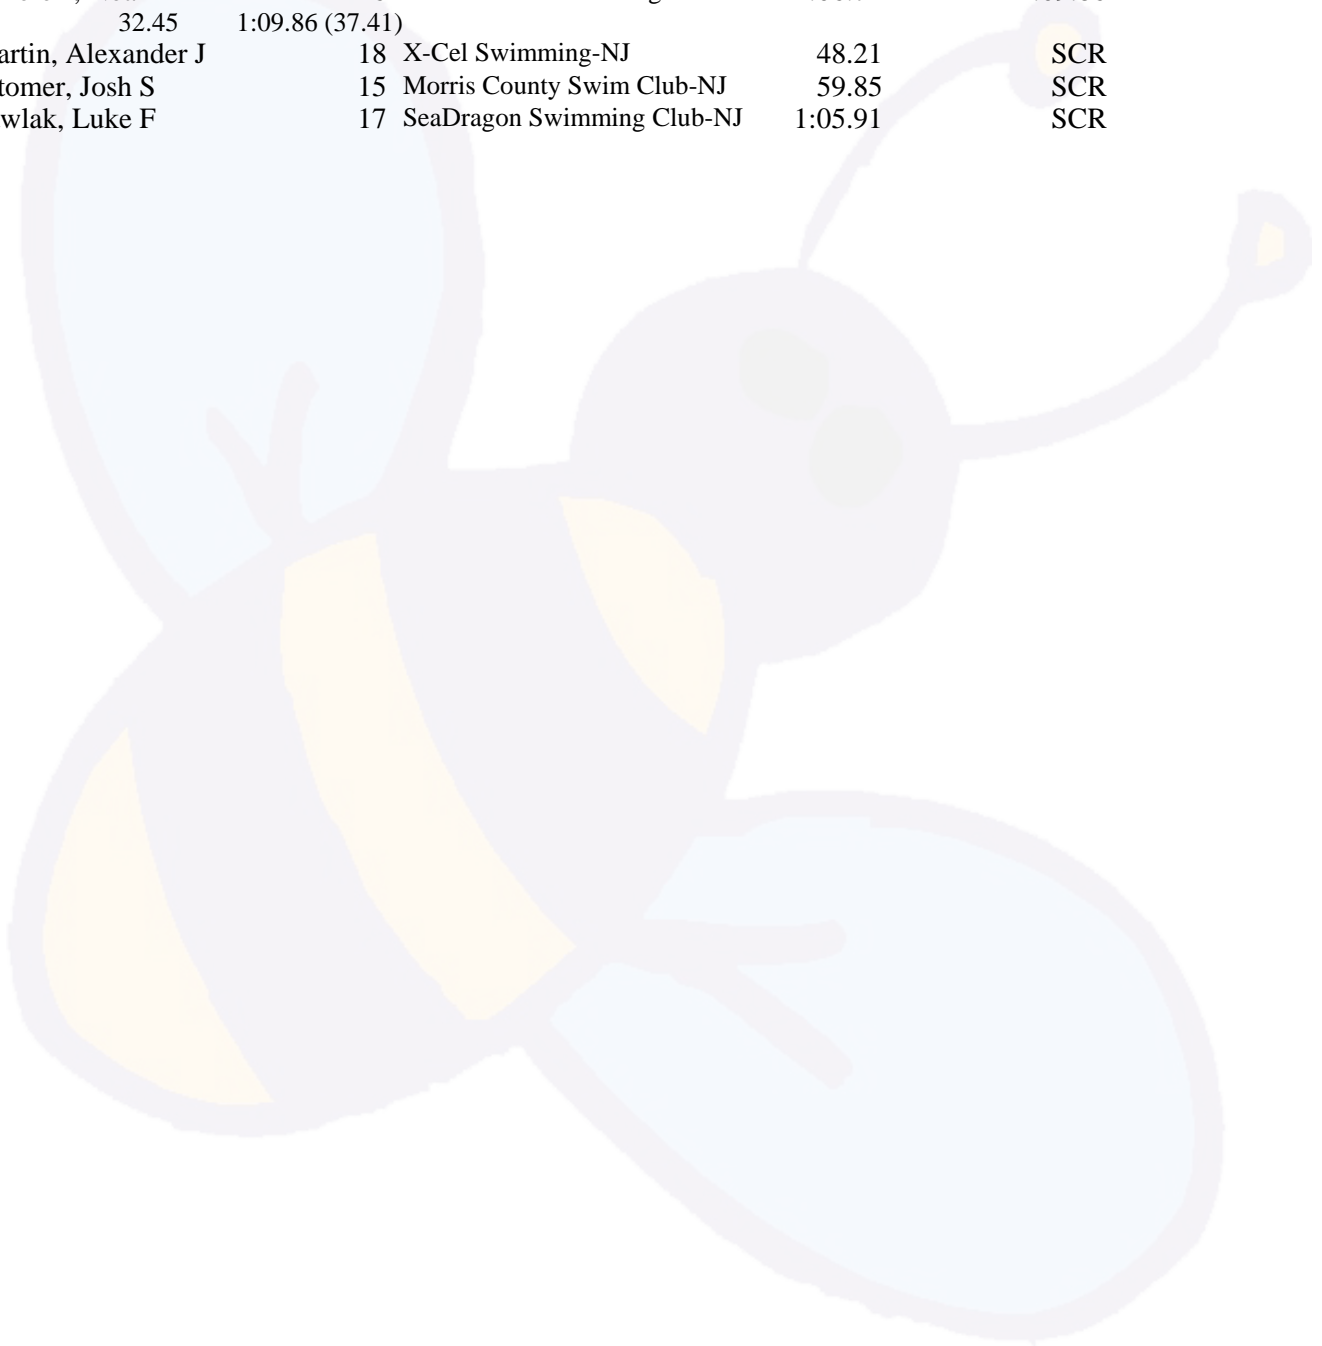 32.45 1:09.86 (37.41)
artin, Alexander J 18 X-Cel Swimming-NJ 48.21 SCR
tomer, Josh S 15 Morris County Swim Club-NJ 59.85 SCR
wlak, Luke F 17 SeaDragon Swimming Club-NJ 1:05.91 SCR